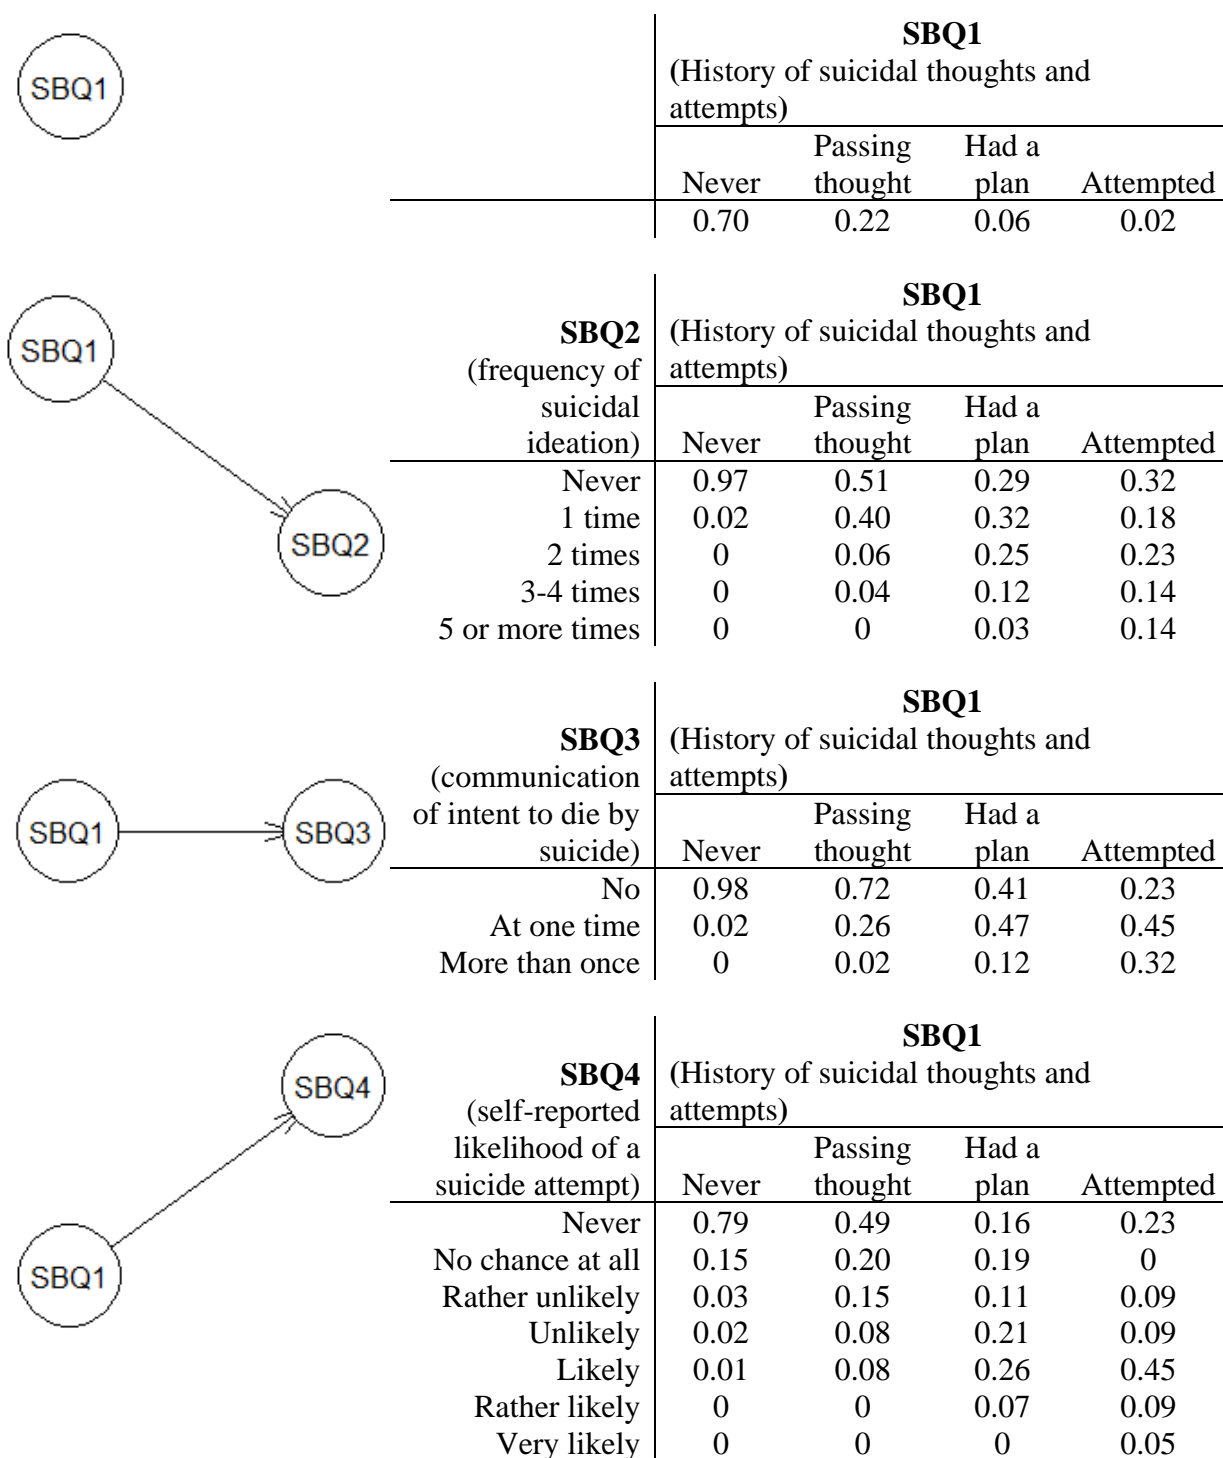 SBQ1
SBQ1
(History of suicidal thoughts and
attempts)
Never Passing thought Had a plan Attempted
0.70 0.22 0.06 0.02
SBQ1
SBQ2
SBQ2
(frequency of
suicidal
ideation)
SBQ1
(History of suicidal thoughts and
attempts)
Never Passing thought Had a plan Attempted
Never 0.97 0.51 0.29 0.32
1 time 0.02 0.40 0.32 0.18
2 times 0 0.06 0.25 0.23
3-4 times 0 0.04 0.12 0.14
5 or more times 0 0 0.03 0.14
SBQ1
SBQ3
SBQ3
(communication
of intent to die by
suicide)
SBQ1
(History of suicidal thoughts and
attempts)
Never Passing thought Had a plan Attempted
No 0.98 0.72 0.41 0.23
At one time 0.02 0.26 0.47 0.45
More than once 0 0.02 0.12 0.32
SBQ4
SBQ1
SBQ4
(self-reported
likelihood of a
suicide attempt)
SBQ1
(History of suicidal thoughts and
attempts)
Never Passing thought Had a plan Attempted
Never 0.79 0.49 0.16 0.23
No chance at all 0.15 0.20 0.19 0
Rather unlikely 0.03 0.15 0.11 0.09
Unlikely 0.02 0.08 0.21 0.09
Likely 0.01 0.08 0.26 0.45
Rather likely 0 0 0.07 0.09
Very likely 0 0 0 0.05